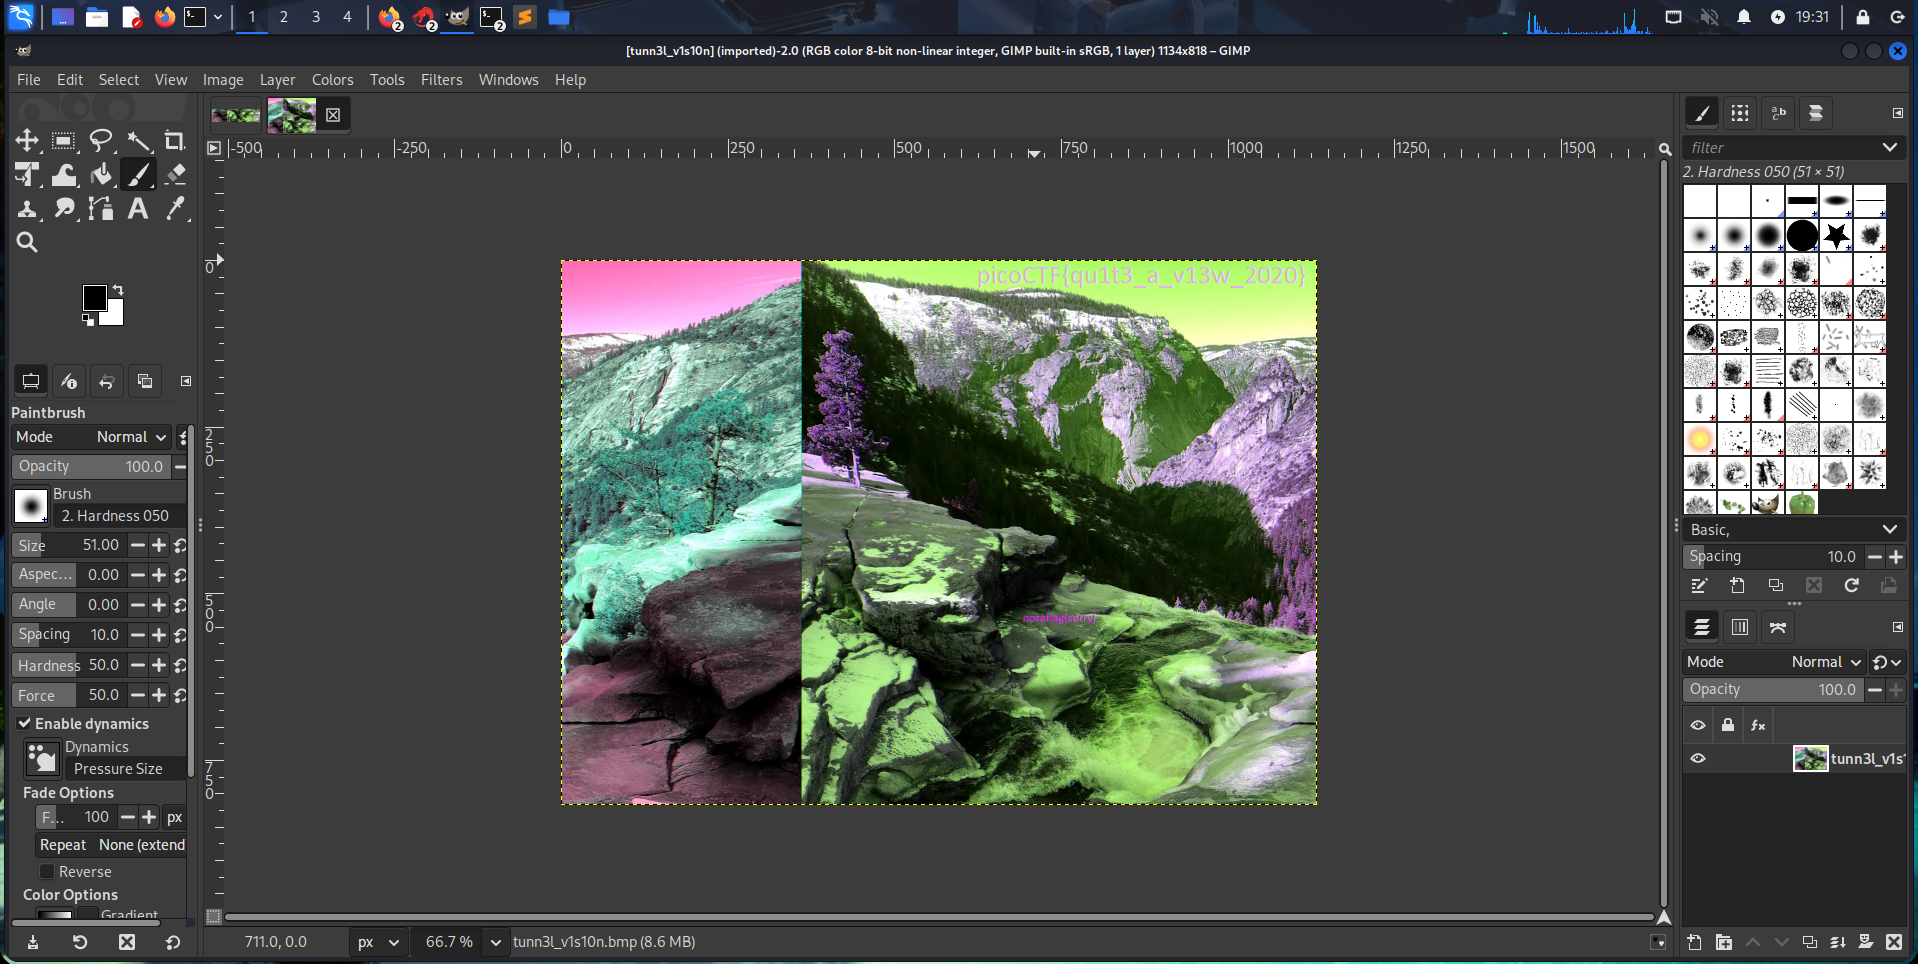 1 2 3 4 2 2 2 19:31
[tunn3l_v1s10n] (imported)-2.0 (RGB color 8-bit non-linear integer, GIMP built-in sRGB, 1 layer) 1134x818 – GIMP
File Edit Select View Image Layer Colors Tools Filters Windows Help
-500 -250 0 250 500 750 1000 1250 1500
filter
2. Hardness 050 (51 × 51)
0
250
500
750
picoCTF{qu1t3_a_v13w_2020}
notaflag{sorry}
Paintbrush
Mode Normal
Opacity 100.0
Brush
2. Hardness 050
Size 51.00
Aspec... 0.00
Angle 0.00
Spacing 10.0
Hardness 50.0
Force 50.0
Enable dynamics
Dynamics
Pressure Size
Fade Options
F... 100 px
Repeat None (extend
Reverse
Color Options
Gradient
Basic,
Spacing 10.0
Mode Normal
Opacity 100.0
fx
tunn3l_v1s1
711.0, 0.0 px 66.7 % tunn3l_v1s10n.bmp (8.6 MB)